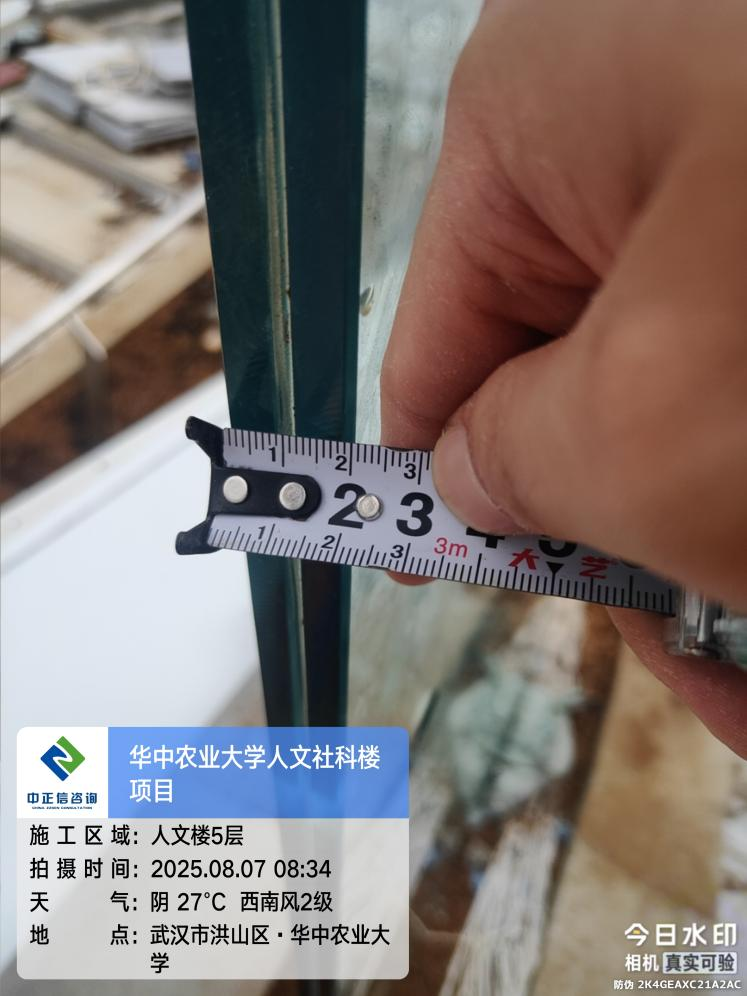 1 2 3
2 3 4 5
1 2 3 3m 大艺
中正信咨询
华中农业大学人文社科楼
项目
施工区域：人文楼5层
拍摄时间：2025.08.07 08:34
天气：阴 27°C 西南风2级
地点：武汉市洪山区·华中农业大
学
今日水印
相机 真实可验
防伪 2K4GEAXC21A2AC